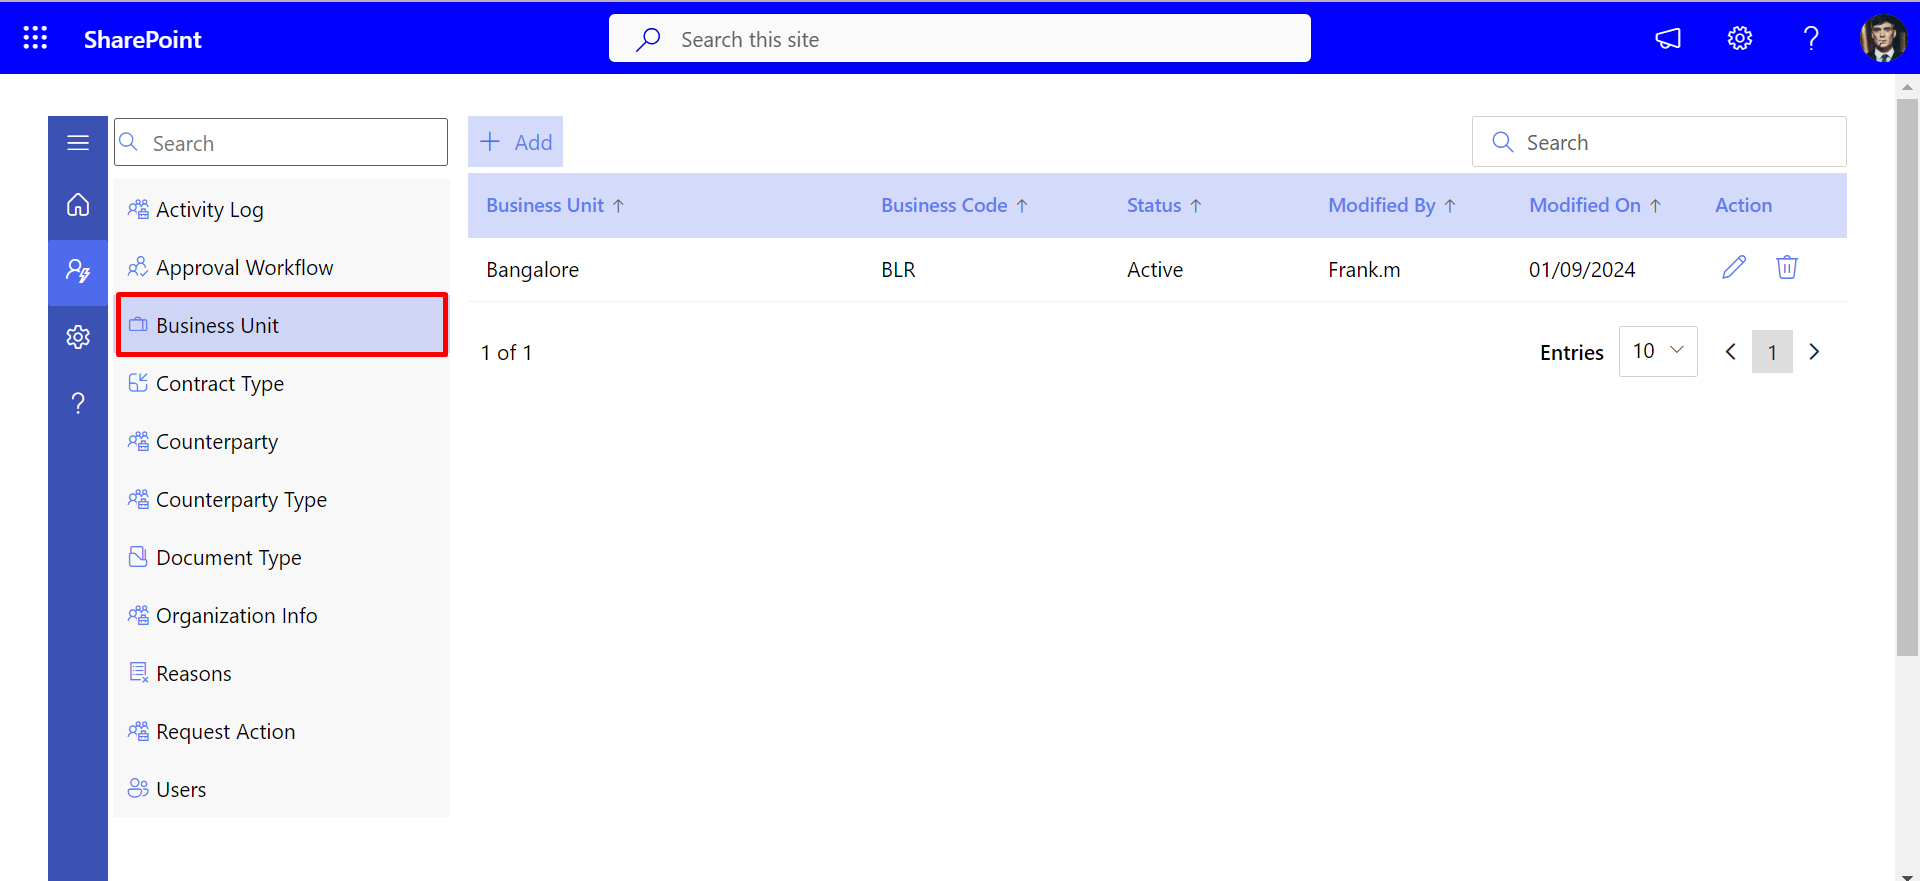 SharePoint
Search this site
Search
Activity Log
Approval Workflow
Business Unit
Contract Type
Counterparty
Counterparty Type
Document Type
Organization Info
Reasons
Request Action
Users
+ Add
Search
Business Unit ↑ Business Code ↑ Status ↑ Modified By ↑ Modified On ↑ Action
Bangalore BLR Active Frank.m 01/09/2024
1 of 1
Entries 10 < 1 >